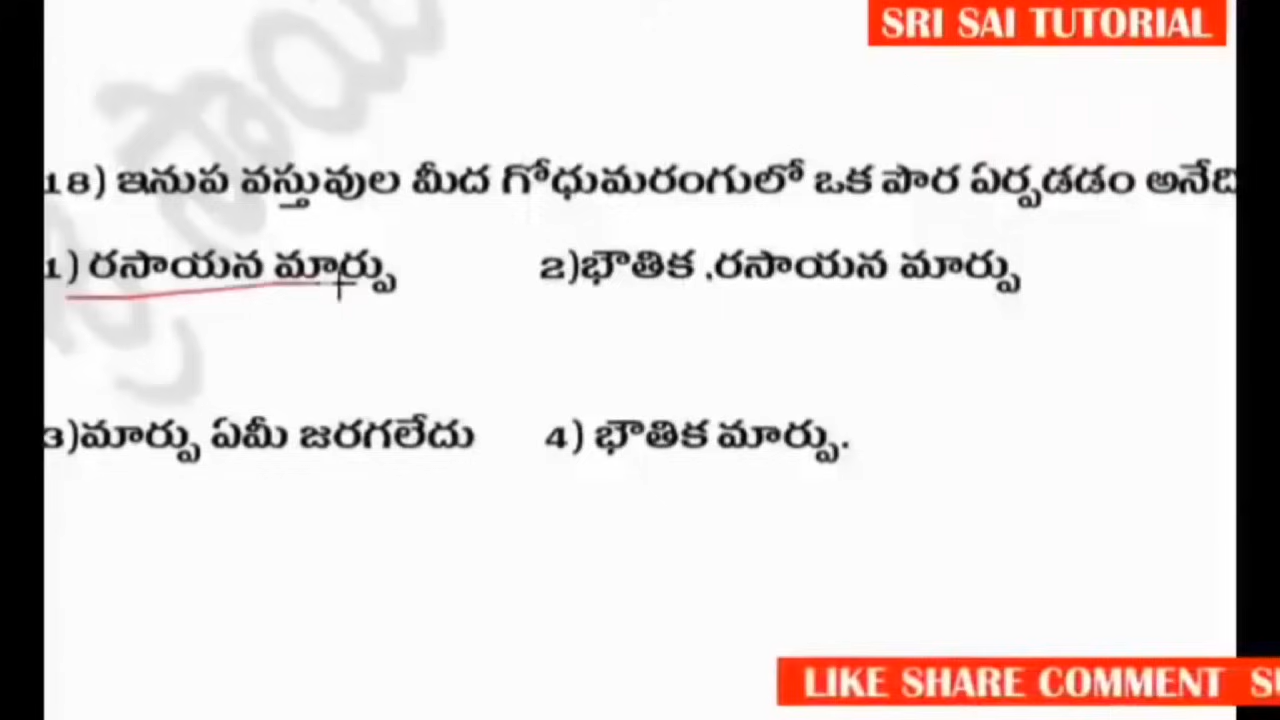 SRI SAI TUTORIAL
18) ఇనుప వస్తువుల మీద గోధుమరంగులో ఒక పొర ఏర్పడడం అనేది
1) రసాయన మార్పు 2)భౌతిక .రసాయన మార్పు
3)మార్పు ఏమీ జరగలేదు 4) భౌతిక మార్పు.
LIKE SHARE COMMENT